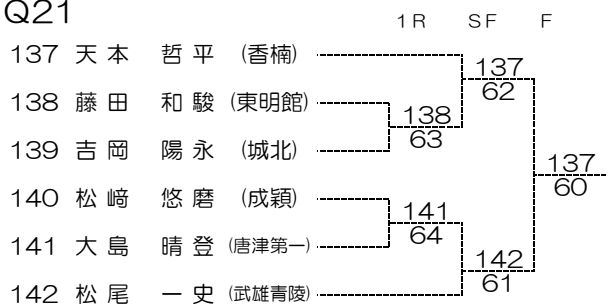 Q21
1R SF F
137 天本 哲平 (香楠)
137
62
138 藤田 和駿 (東明館)
138
63
139 吉岡 陽永 (城北)
137
60
140 松﨑 悠磨 (成穎)
141
64
141 大島 晴登 (唐津第一)
142
61
142 松尾 一史 (武雄青陵)